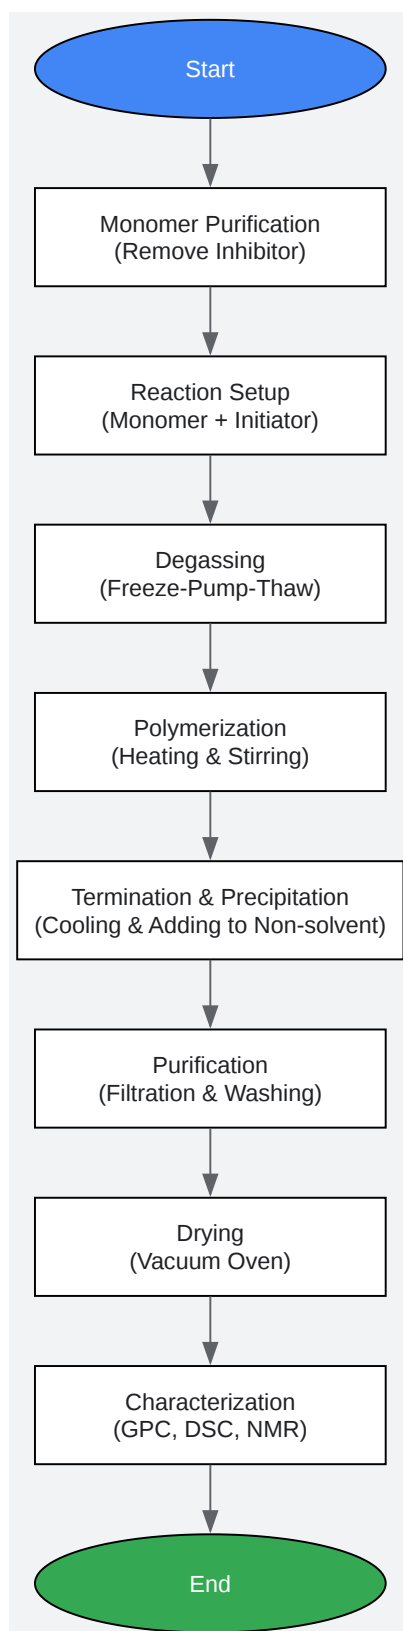 Start
Monomer Purification
(Remove Inhibitor)
Reaction Setup
(Monomer + Initiator)
Degassing
(Freeze-Pump-Thaw)
Polymerization
(Heating & Stirring)
Termination & Precipitation
(Cooling & Adding to Non-solvent)
Purification
(Filtration & Washing)
Drying
(Vacuum Oven)
Characterization
(GPC, DSC, NMR)
End